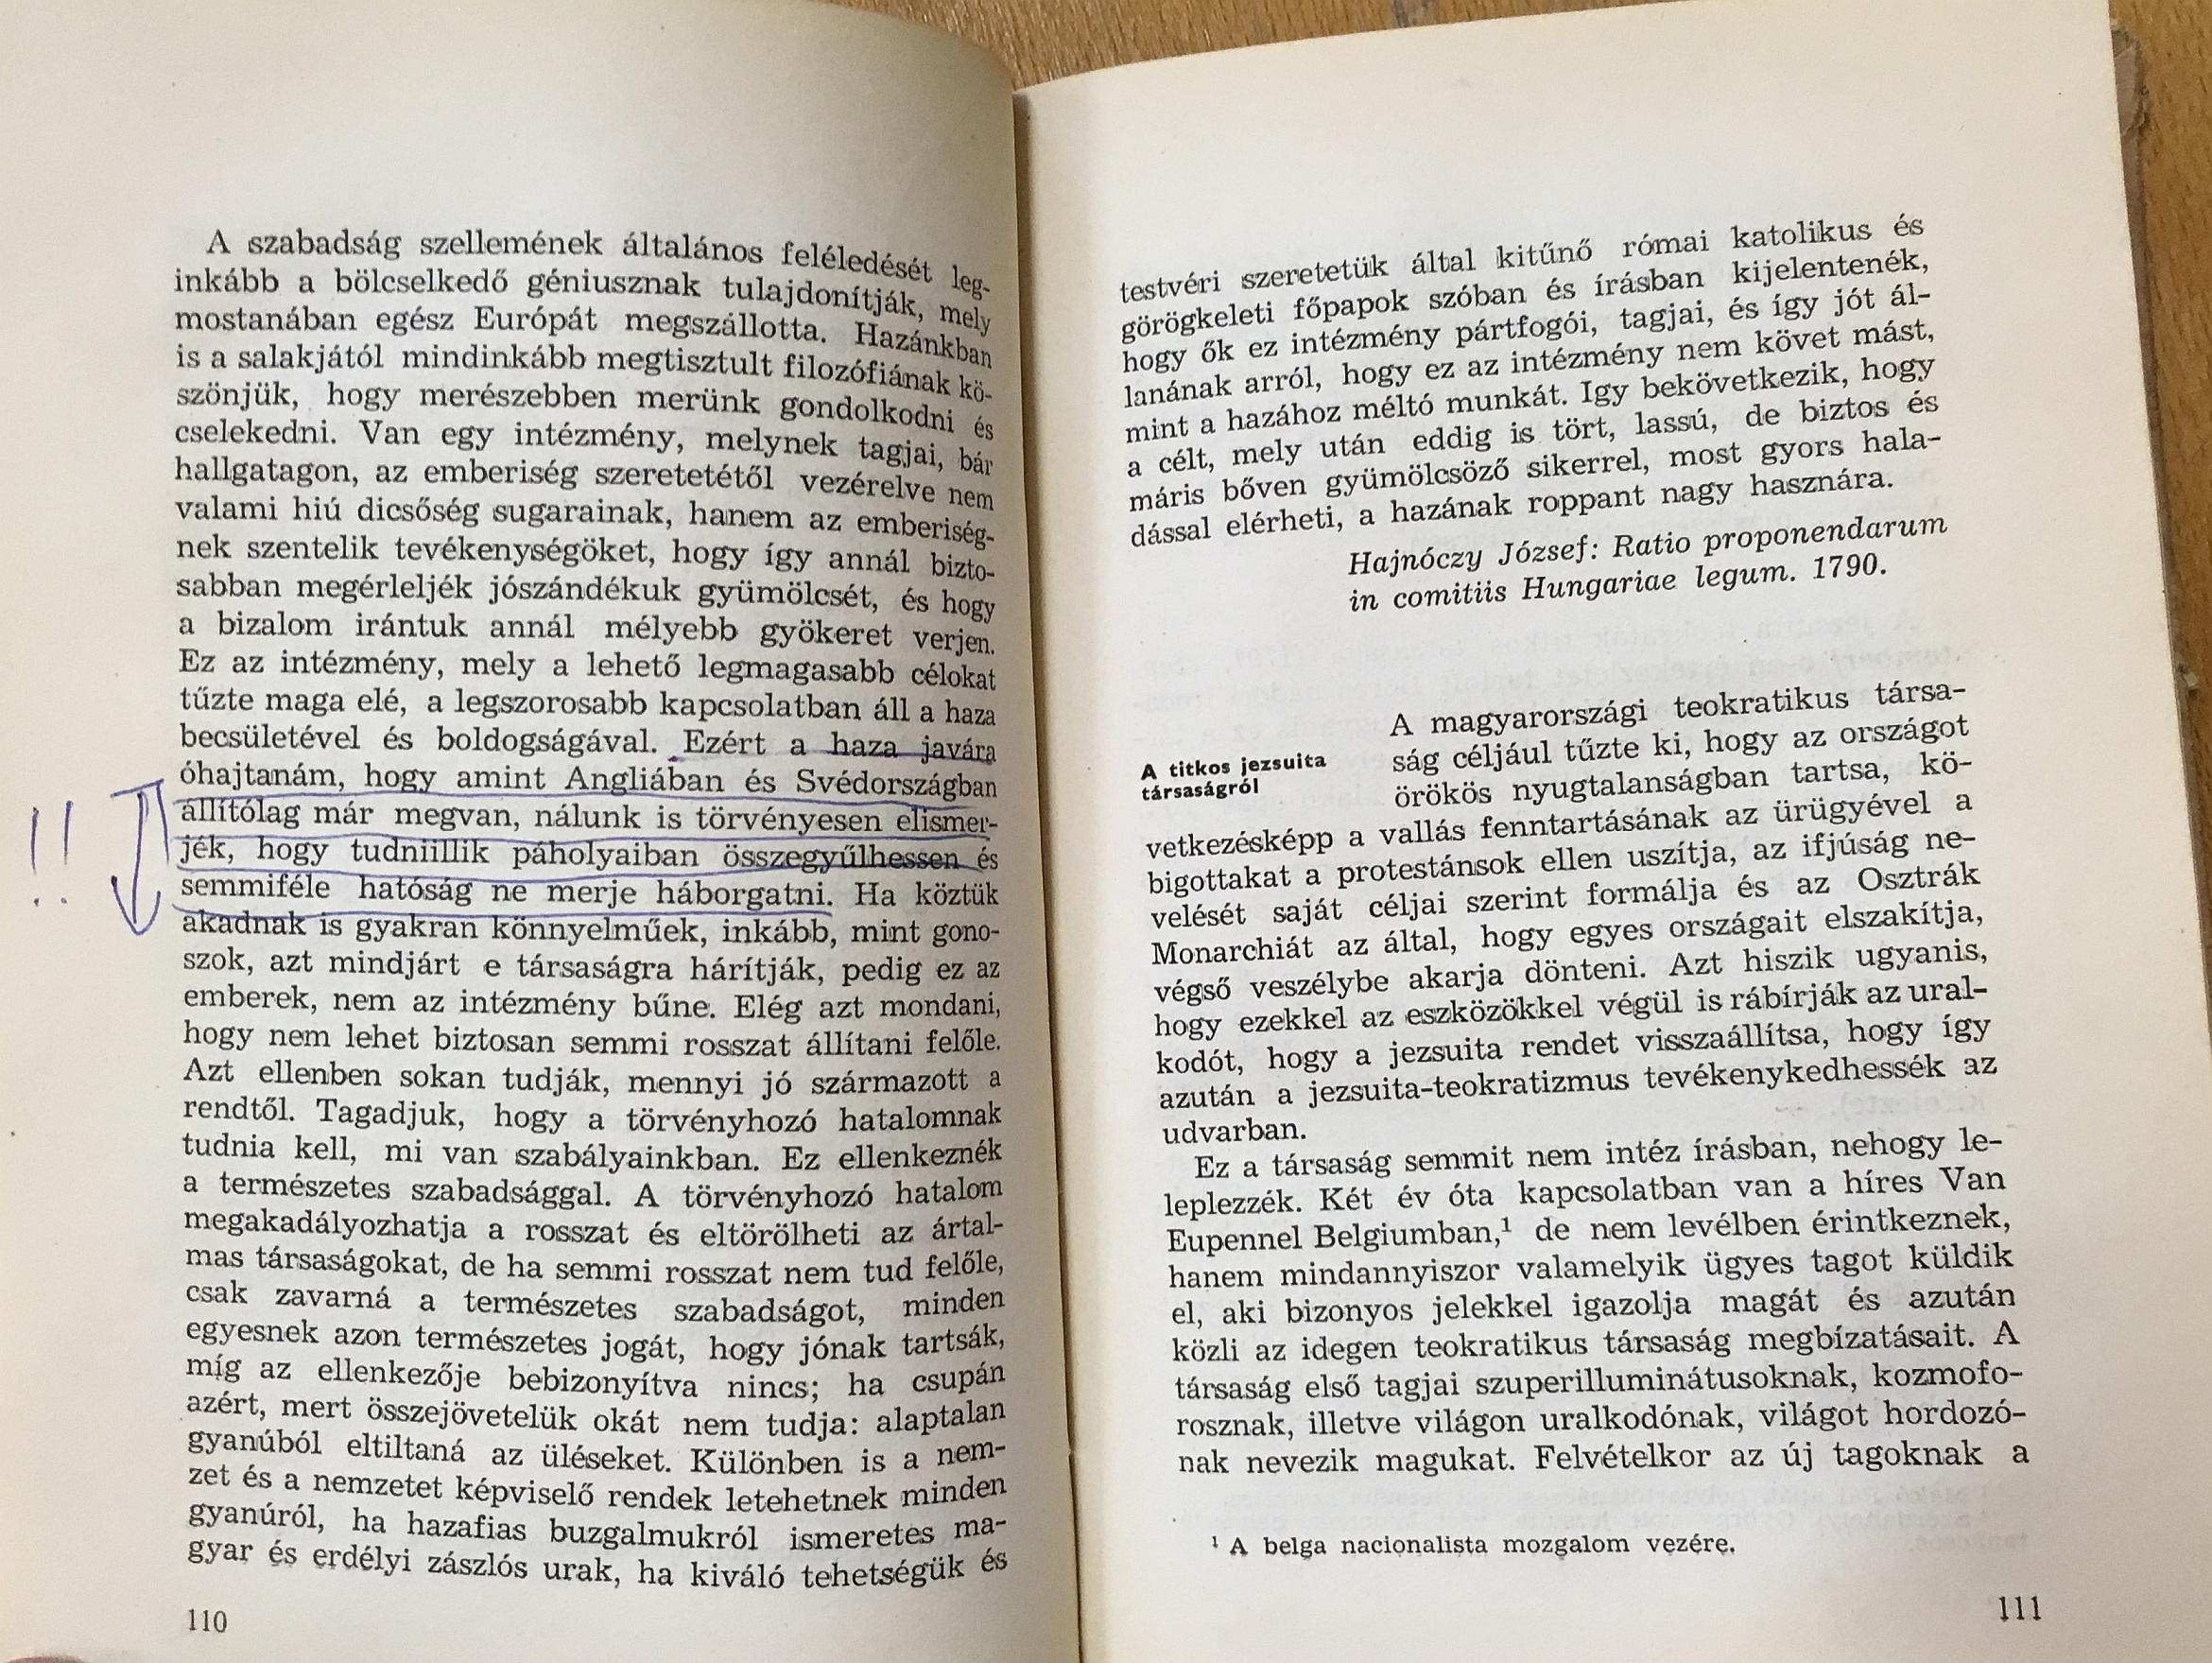 A szabadság szellemének általános feléledését leg-
inkább a bölcselkedő géniusznak tulajdonítják, mely
mostanában egész Európát megszállotta. Hazánkban
is a salakjától mindinkább megtisztult filozófiának kö-
szönjük, hogy merészebben merünk gondolkodni és
cselekedni. Van egy intézmény, melynek tagjai, bár
hallgatagon, az emberiség szeretetétől vezérelve nem
valami hiú dicsőség sugarainak, hanem az emberiség-
nek szentelik tevékenységöket, hogy így annál bizto-
sabban megérleljék jószándékuk gyümölcsét, és hogy
a bizalom irántuk annál mélyebb gyökeret verjen.
Ez az intézmény, mely a lehető legmagasabb célokat
tűzte maga elé, a legszorosabb kapcsolatban áll a haza
becsületével és boldogságával. Ezért a haza javára
óhajtanám, hogy amint Angliában és Svédországban
állítólag már megvan, nálunk is törvényesen elismer-
jék, hogy tudniillik páholyaiban összegyűlhessen és
semmiféle hatóság ne merje háborgatni. Ha köztük
akadnak is gyakran könnyelműek, inkább, mint gono-
szok, azt mindjárt e társaságra hárítják, pedig ez az
emberek, nem az intézmény bűne. Elég azt mondani,
hogy nem lehet biztosan semmi rosszat állítani felőle.
Azt ellenben sokan tudják, mennyi jó származott a
rendtől. Tagadjuk, hogy a törvényhozó hatalomnak
tudnia kell, mi van szabályainkban. Ez ellenkeznék
a természetes szabadsággal. A törvényhozó hatalom
megakadályozhatja a rosszat és eltörölheti az ártal-
mas társaságokat, de ha semmi rosszat nem tud felőle,
csak zavarná a természetes szabadságot, minden
egyesnek azon természetes jogát, hogy jónak tartsák,
míg az ellenkezője bebizonyítva nincs; ha csupán
azért, mert összejövetelük okát nem tudja: alaptalan
gyanúból eltiltaná az üléseket. Különben is a nem-
zet és a nemzetet képviselő rendek letehetnek minden
gyanúról, ha hazafias buzgalmukról ismeretes ma-
gyar és erdélyi zászlós urak, ha kiváló tehetségük és
110
!!
testvéri szeretetük által kitűnő római katolikus és
görögkeleti főpapok szóban és írásban kijelentenék,
hogy ők ez intézmény pártfogói, tagjai, és így jót ál-
lanának arról, hogy ez az intézmény nem követ mást,
mint a hazához méltó munkát. Igy bekövetkezik, hogy
a célt, mely után eddig is tört, lassú, de biztos és
máris bőven gyümölcsöző sikerrel, most gyors hala-
dással elérheti, a hazának roppant nagy hasznára.
Hajnóczy József: Ratio proponendarum
in comitiis Hungariae legum. 1790.
A titkos jezsuita
társaságról
A magyarországi teokratikus társa-
ság céljául tűzte ki, hogy az országot
örökös nyugtalanságban tartsa, kö-
vetkezésképp a vallás fenntartásának az ürügyével a
bigottakat a protestánsok ellen uszítja, az ifjúság ne-
velését saját céljai szerint formálja és az Osztrák
Monarchiát az által, hogy egyes országait elszakítja,
végső veszélybe akarja dönteni. Azt hiszik ugyanis,
hogy ezekkel az eszközökkel végül is rábírják az ural-
kodót, hogy a jezsuita rendet visszaállítsa, hogy így
azután a jezsuita-teokratizmus tevékenykedhessék az
udvarban.
Ez a társaság semmit nem intéz írásban, nehogy le-
leplezzék. Két év óta kapcsolatban van a híres Van
Eupennel Belgiumban,¹ de nem levélben érintkeznek,
hanem mindannyiszor valamelyik ügyes tagot küldik
el, aki bizonyos jelekkel igazolja magát és azután
közli az idegen teokratikus társaság megbízatásait. A
társaság első tagjai szuperilluminátusoknak, kozmofo-
rosznak, illetve világon uralkodónak, világot hordozó-
nak nevezik magukat. Felvételkor az új tagoknak a
¹ A belga nacionalista mozgalom vezére.
111